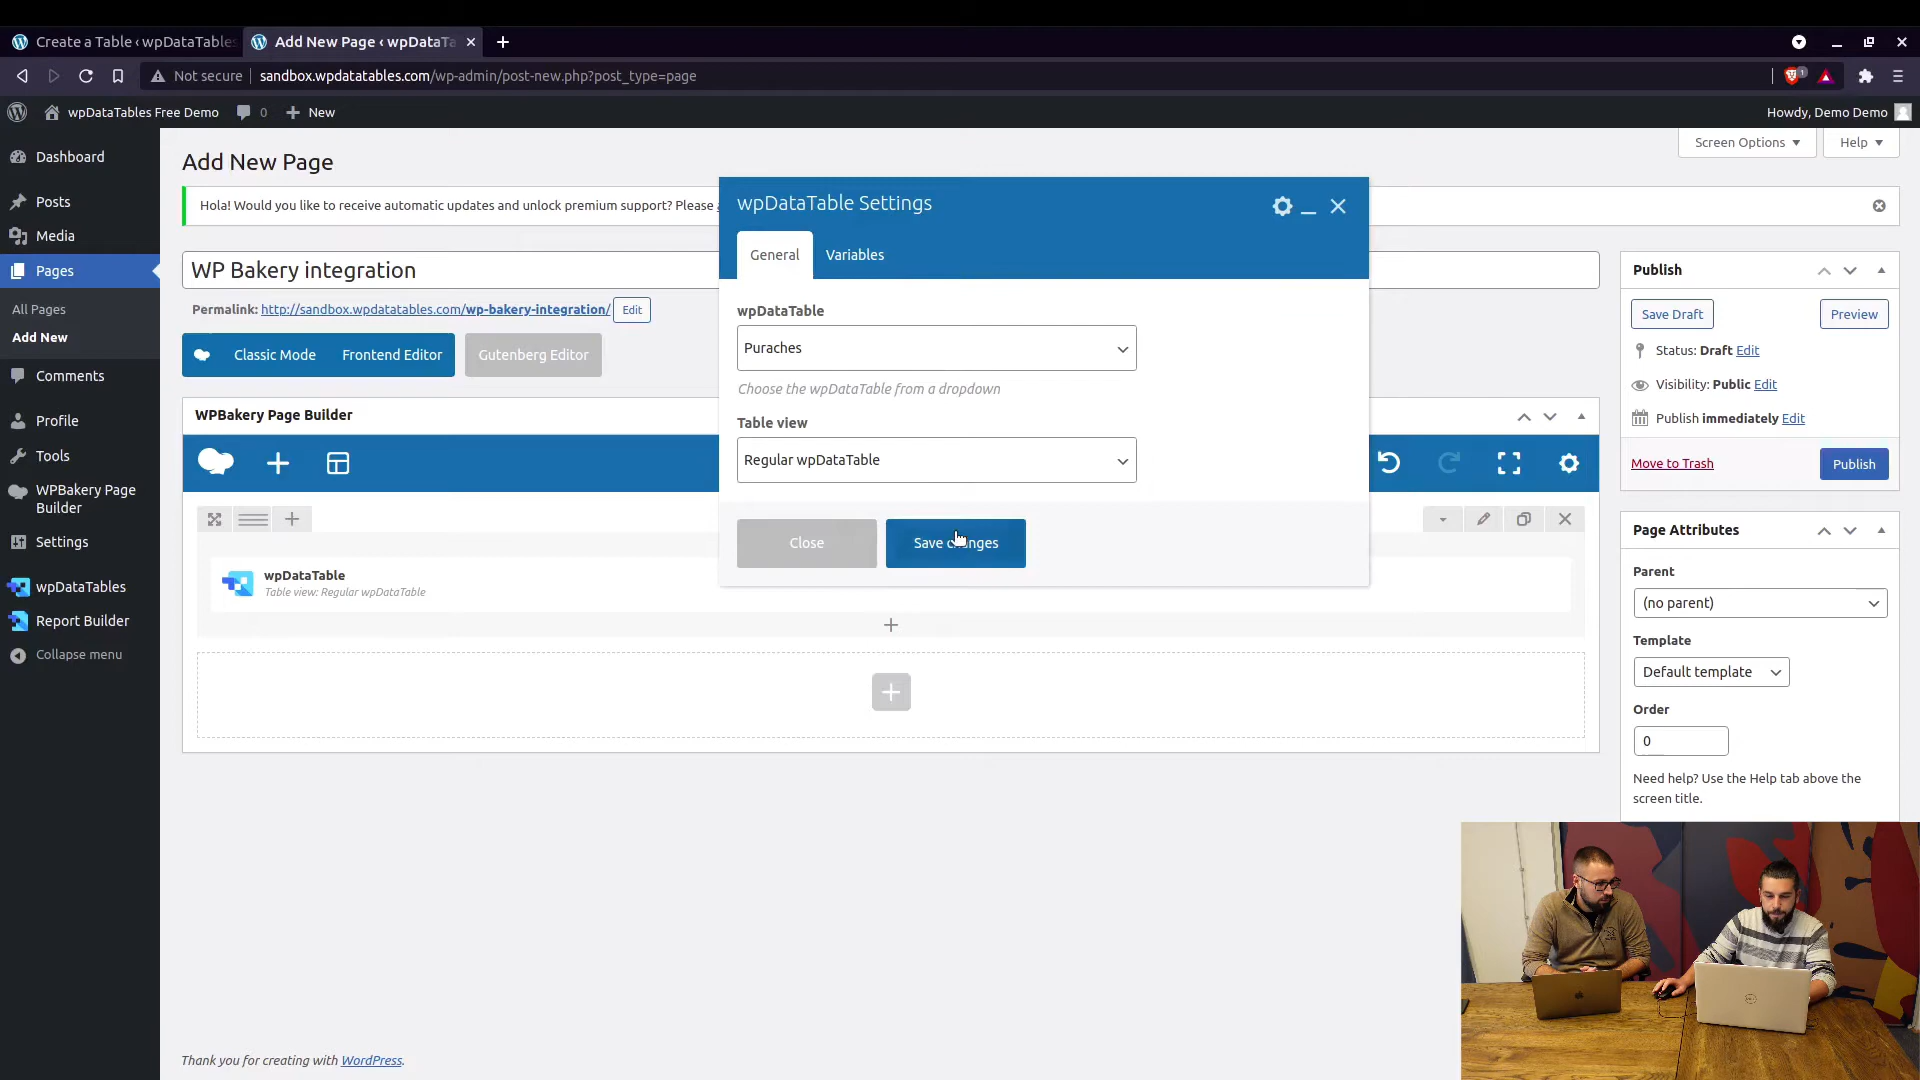 Create a Table ‹ wpDataTables
Add New Page ‹ wpDataTa
Not secure
sandbox.wpdatatables.com/wp-admin/post-new.php?post_type=page
1
wpDataTables Free Demo
0
New
Howdy, Demo Demo
Dashboard
Posts
Media
Pages
All Pages
Add New
Comments
Profile
Tools
WPBakery Page
Builder
Settings
wpDataTables
Report Builder
Collapse menu
Screen Options
Help
Add New Page
Hola! Would you like to receive automatic updates and unlock premium support? Please
WP Bakery integration
Permalink: http://sandbox.wpdatatables.com/wp-bakery-integration/ Edit
Classic Mode
Frontend Editor
Gutenberg Editor
WPBakery Page Builder
wpDataTable
Table view: Regular wpDataTable
wpDataTable Settings
General
Variables
wpDataTable
Puraches
Choose the wpDataTable from a dropdown
Table view
Regular wpDataTable
Close
Save changes
Publish
Save Draft
Preview
Status: Draft Edit
Visibility: Public Edit
Publish immediately Edit
Move to Trash
Publish
Page Attributes
Parent
(no parent)
Template
Default template
Order
0
Need help? Use the Help tab above the
screen title.
Thank you for creating with WordPress.